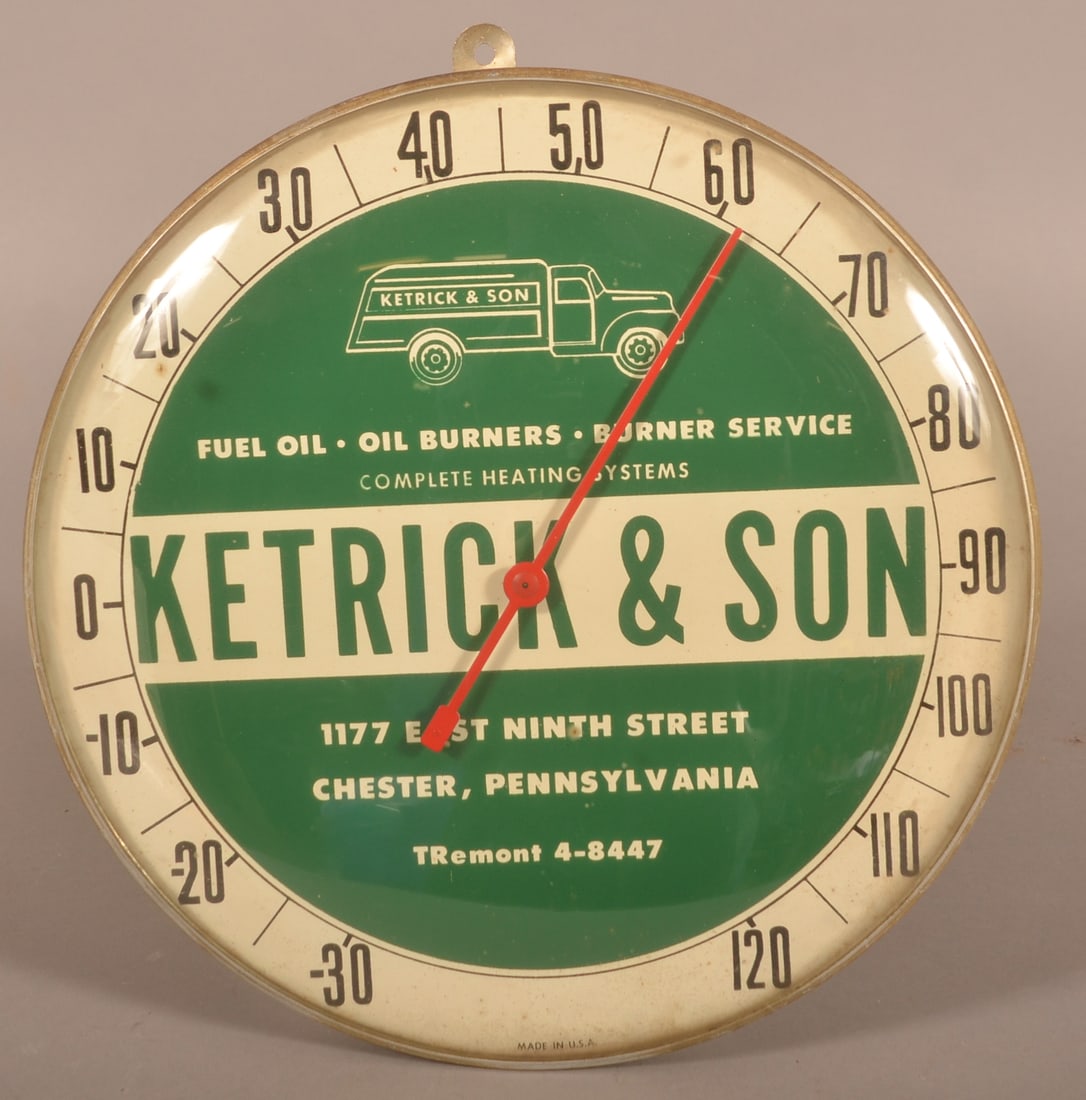 -30
-20
-10
0
10
20
30
40
50
60
70
80
90
100
110
120
KETRICK & SON
FUEL OIL • OIL BURNERS • BURNER SERVICE
COMPLETE HEATING SYSTEMS
KETRICK & SON
1177 EAST NINTH STREET
CHESTER, PENNSYLVANIA
TRemont 4-8447
MADE IN U.S.A.